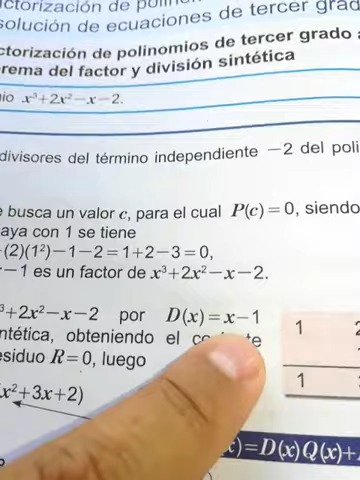 ctorización de
solución de ecuaciones de tercer grad
ctorización de polinomios de tercer grado
rema del factor y división sintética
io x³+2x²−x−2.
divisores del término independiente −2 del poli
busca un valor c, para el cual P(c)=0, siendo
aya con 1 se tiene
(2)(1²)−1−2=1+2−3=0,
−1 es un factor de x³+2x²−x−2.
³+2x²−x−2 por D(x)=x−1
ntética, obteniendo el
esiduo R=0, luego
x²+3x+2)
1
1
)=D(x)Q(x)+